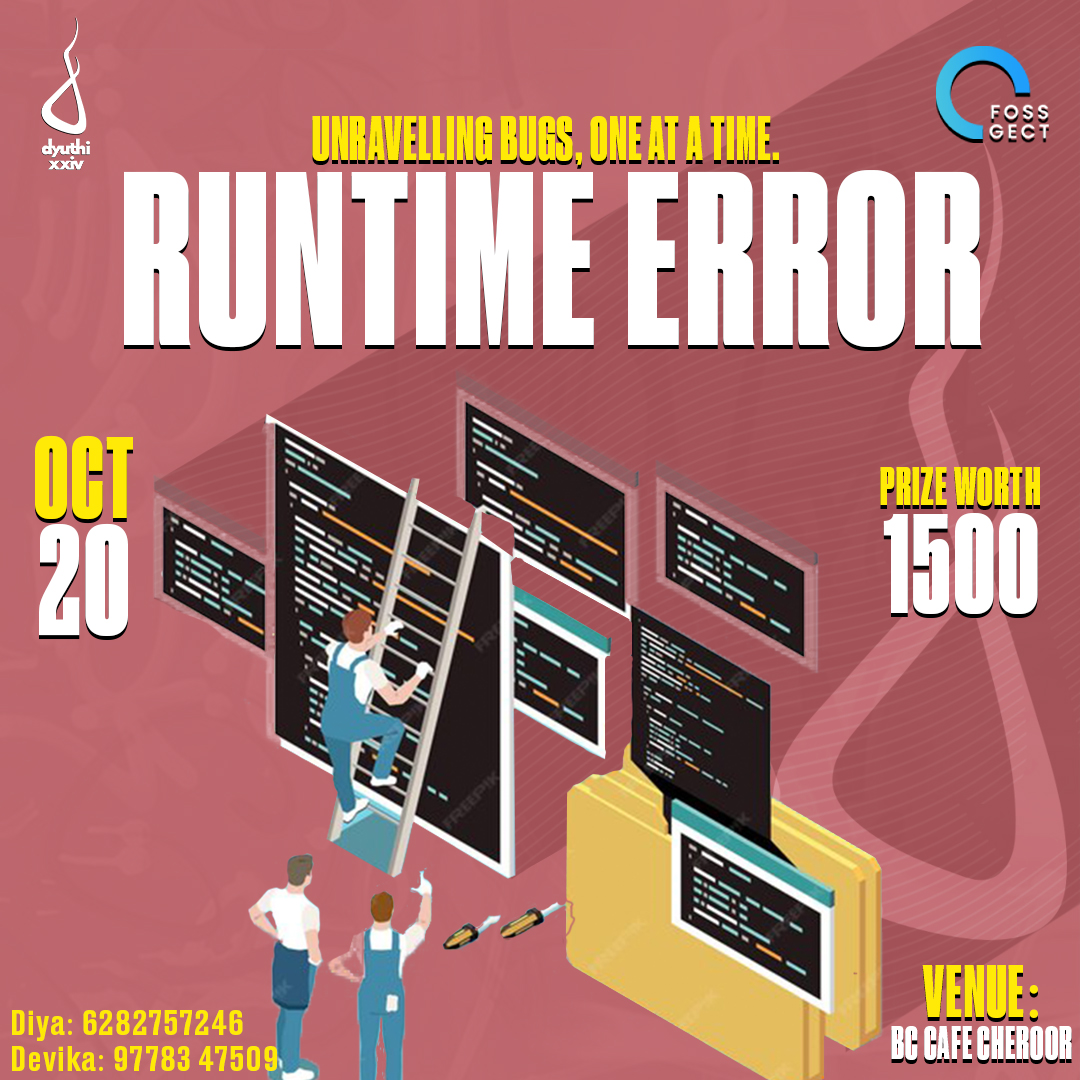 dyuthi
xxiv
FOSS
GECT
UNRAVELLING BUGS, ONE AT A TIME.
RUNTIME ERROR
OCT
20
PRIZE WORTH
1500
FREEPIK
VENUE:
BC CAFE CHEROOR
Diya: 6282757246
Devika: 97783 47509